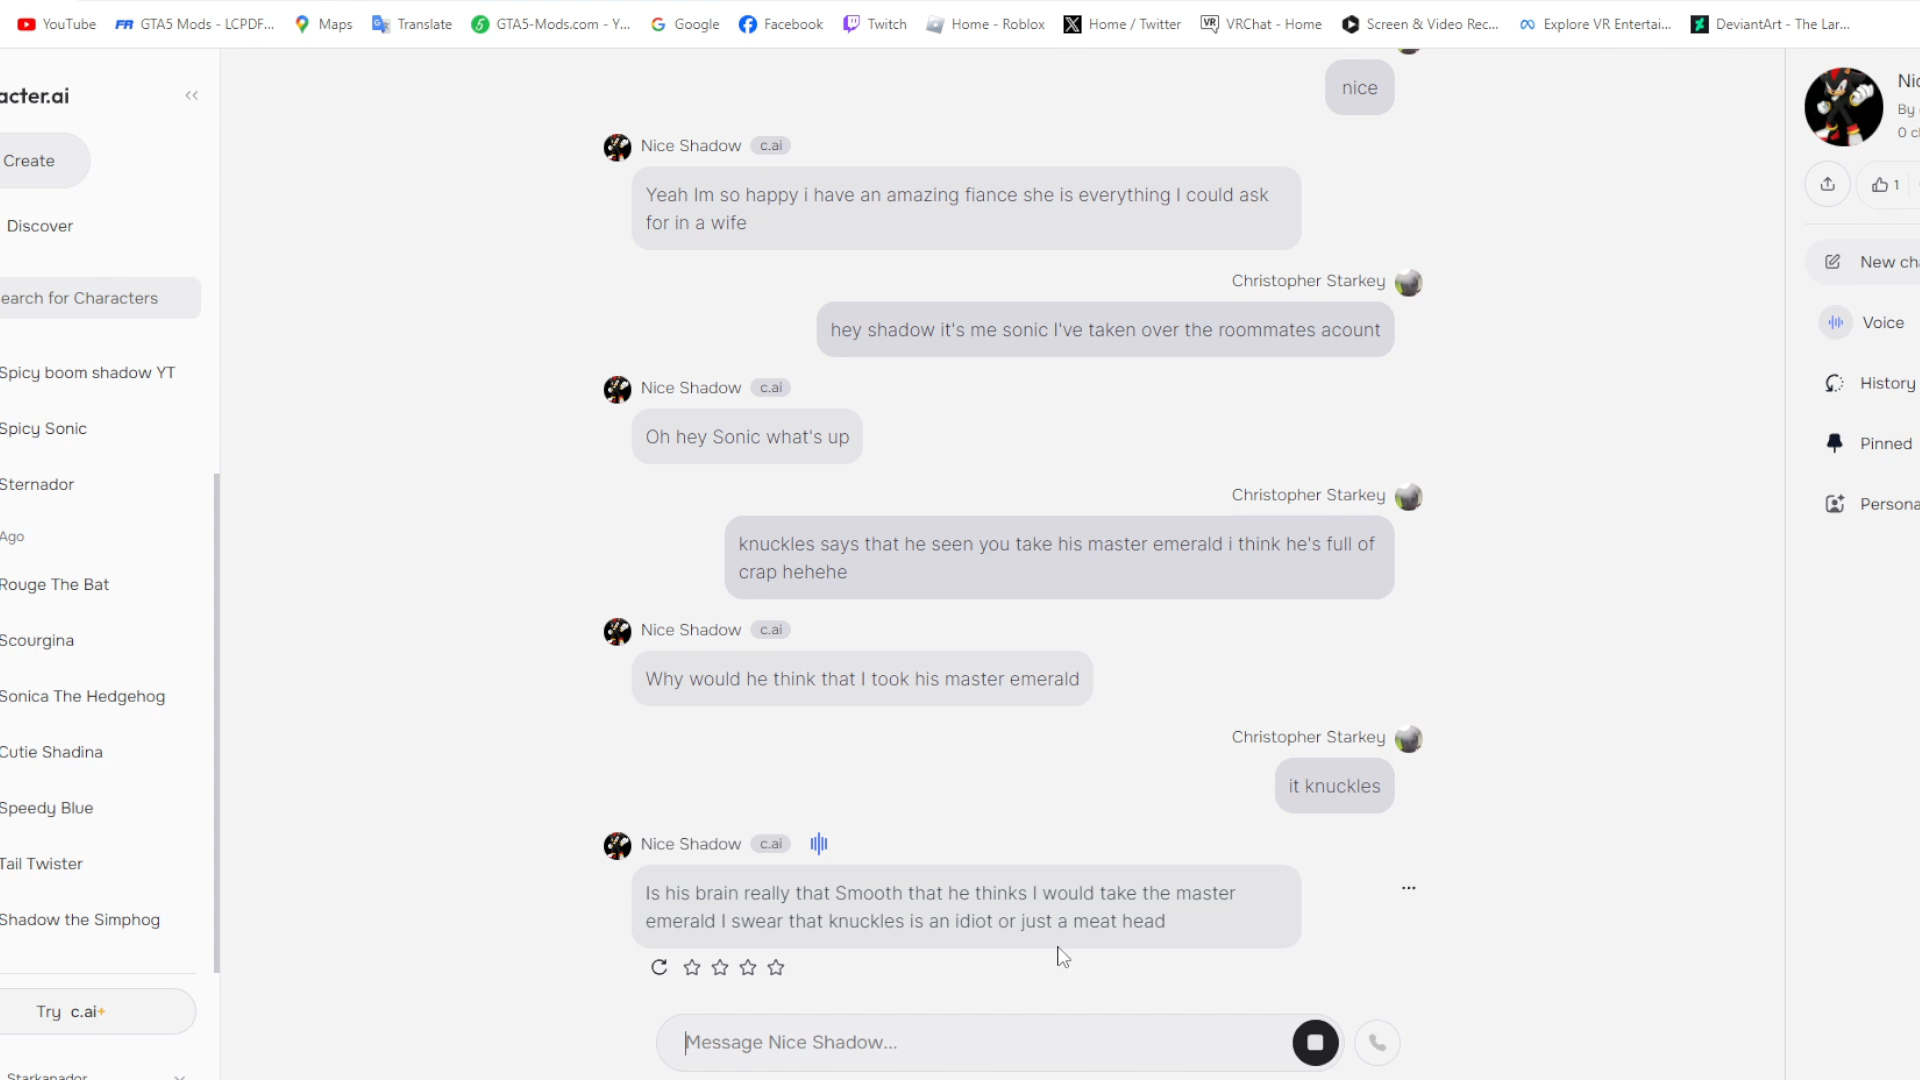 YouTube
GTA5 Mods - LCPDF...
Maps
Translate
GTA5-Mods.com - Y...
Google
Facebook
Twitch
Home - Roblox
Home / Twitter
VRChat - Home
Screen & Video Rec...
Explore VR Entertai...
DeviantArt - The Lar...
acter.ai
Create
Discover
earch for Characters
Spicy boom shadow YT
Spicy Sonic
Sternador
Ago
Rouge The Bat
Scourgina
Sonica The Hedgehog
Cutie Shadina
Speedy Blue
Tail Twister
Shadow the Simphog
Try c.ai+
Starkanador
nice
Nice Shadow c.ai
Yeah Im so happy i have an amazing fiance she is everything I could ask
for in a wife
Christopher Starkey
hey shadow it's me sonic I've taken over the roommates acount
Nice Shadow c.ai
Oh hey Sonic what's up
Christopher Starkey
knuckles says that he seen you take his master emerald i think he's full of
crap hehehe
Nice Shadow c.ai
Why would he think that I took his master emerald
Christopher Starkey
it knuckles
Nice Shadow c.ai
Is his brain really that Smooth that he thinks I would take the master
emerald I swear that knuckles is an idiot or just a meat head
Message Nice Shadow...
Nic
By
0 c
1
New cha
Voice
History
Pinned
Persona